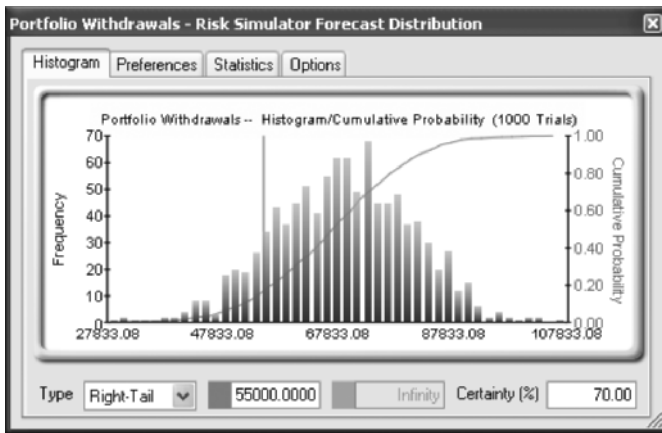 Portfolio Withdrawals - Risk Simulator Forecast Distribution
Histogram Preferences Statistics Options
Portfolio Withdrawals -- Histogram/Cumulative Probability (1000 Trials)
Frequency
70
60
50
40
30
20
10
0
1.00
0.80
0.60
0.40
0.20
0.00
Cumulative Probability
27833.08 47833.08 67833.08 87833.08 107833.08
Type Right-Tail 55000.0000 Infinity Certainty (%) 70.00